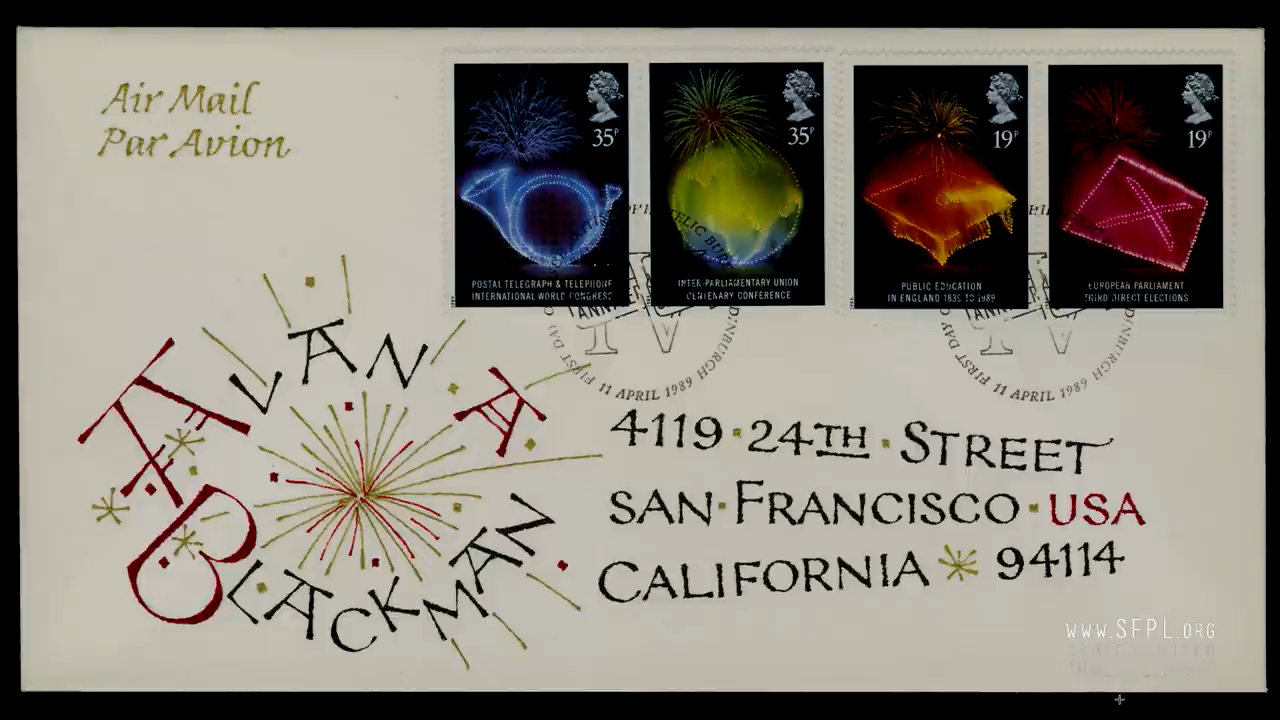 Air Mail
Par Avion
35P
POSTAL TELEGRAPH & TELEPHONE
INTERNATIONAL WORLD CONGRESS
35P
INTER-PARLIAMENTARY UNION
CENTENARY CONFERENCE
19P
PUBLIC EDUCATION
IN ENGLAND 1839 TO 1989
19P
EUROPEAN PARLIAMENT
THIRD DIRECT ELECTIONS
FIRST DAY
11 APRIL 1989
EDINBURGH
FIRST DAY
11 APRIL 1989
EDINBURGH
ALANA
BLACKMAN
4119 · 24TH · STREET
SAN · FRANCISCO · USA
CALIFORNIA 94114
WWW.SFPL.ORG